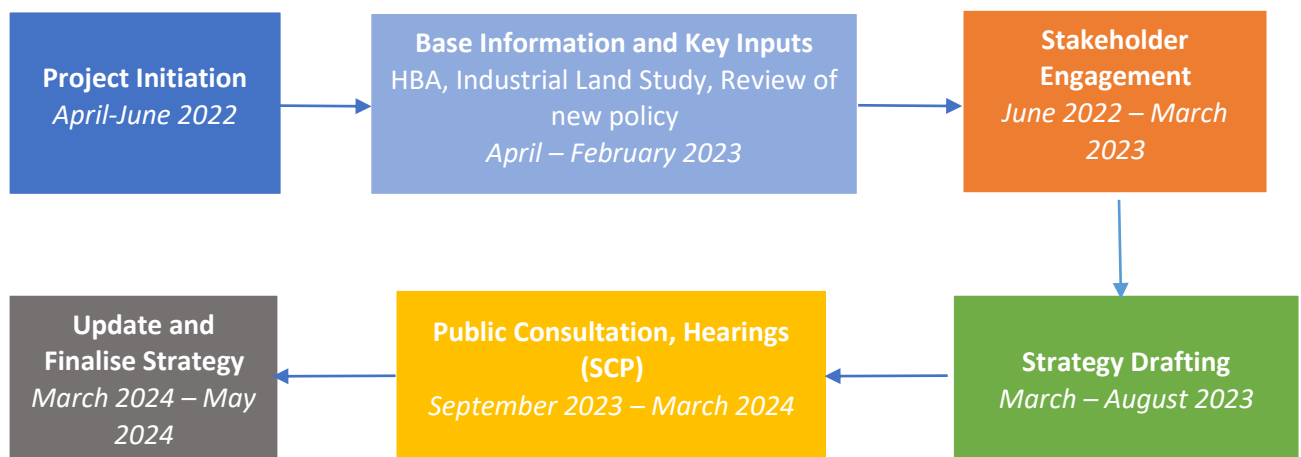 Project Initiation
April-June 2022
Base Information and Key Inputs
HBA, Industrial Land Study, Review of
new policy
April – February 2023
Stakeholder
Engagement
June 2022 – March
2023
Strategy Drafting
March – August 2023
Public Consultation, Hearings
(SCP)
September 2023 – March 2024
Update and
Finalise Strategy
March 2024 – May
2024